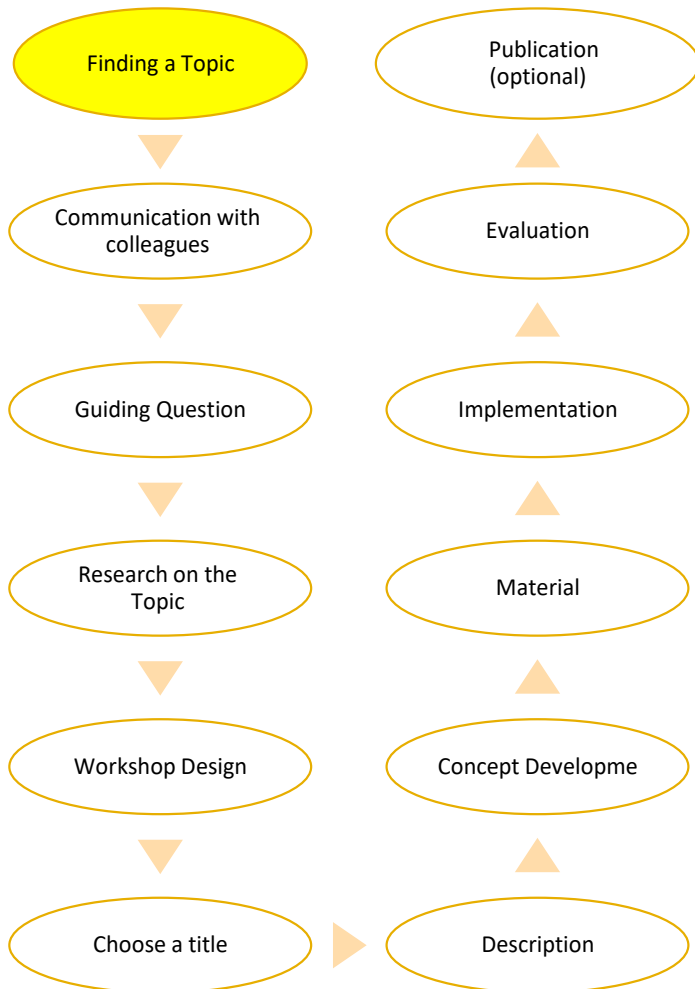 Finding a Topic
Communication with
colleagues
Guiding Question
Research on the
Topic
Workshop Design
Choose a title
Description
Concept Developme
Material
Implementation
Evaluation
Publication
(optional)